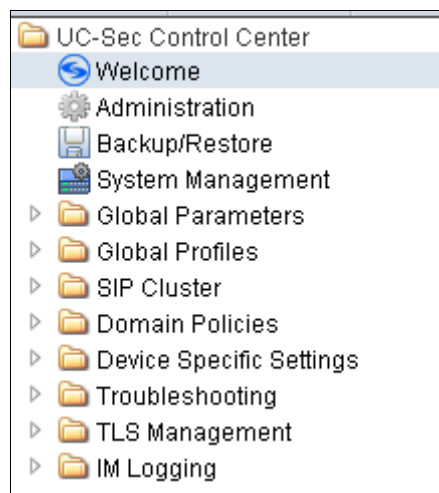 UC-Sec Control Center
Welcome
Administration
Backup/Restore
System Management
Global Parameters
Global Profiles
SIP Cluster
Domain Policies
Device Specific Settings
Troubleshooting
TLS Management
IM Logging